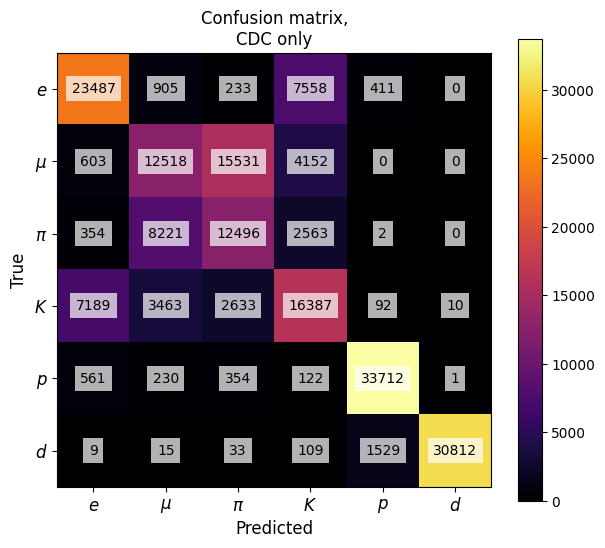 Confusion matrix,
CDC only
True
e 23487 905 233 7558 411 0
μ 603 12518 15531 4152 0 0
π 354 8221 12496 2563 2 0
K 7189 3463 2633 16387 92 10
p 561 230 354 122 33712 1
d 9 15 33 109 1529 30812
e μ π K p d
Predicted
30000
25000
20000
15000
10000
5000
0